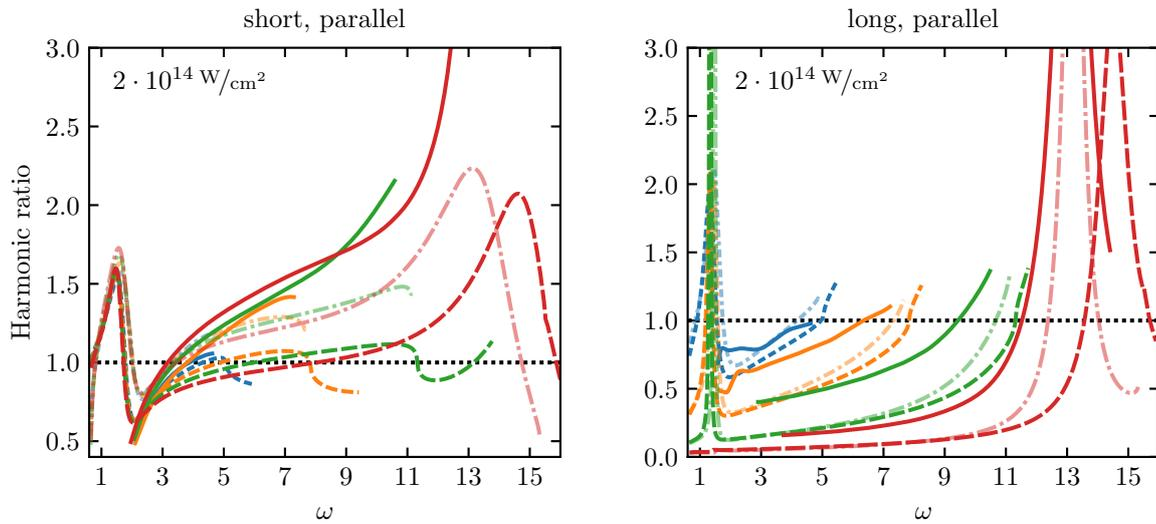 short, parallel
2 · 10¹⁴ W/cm²
Harmonic ratio
3.0
2.5
2.0
1.5
1.0
0.5
1 3 5 7 9 11 13 15
ω
long, parallel
2 · 10¹⁴ W/cm²
3.0
2.5
2.0
1.5
1.0
0.5
0.0
1 3 5 7 9 11 13 15
ω